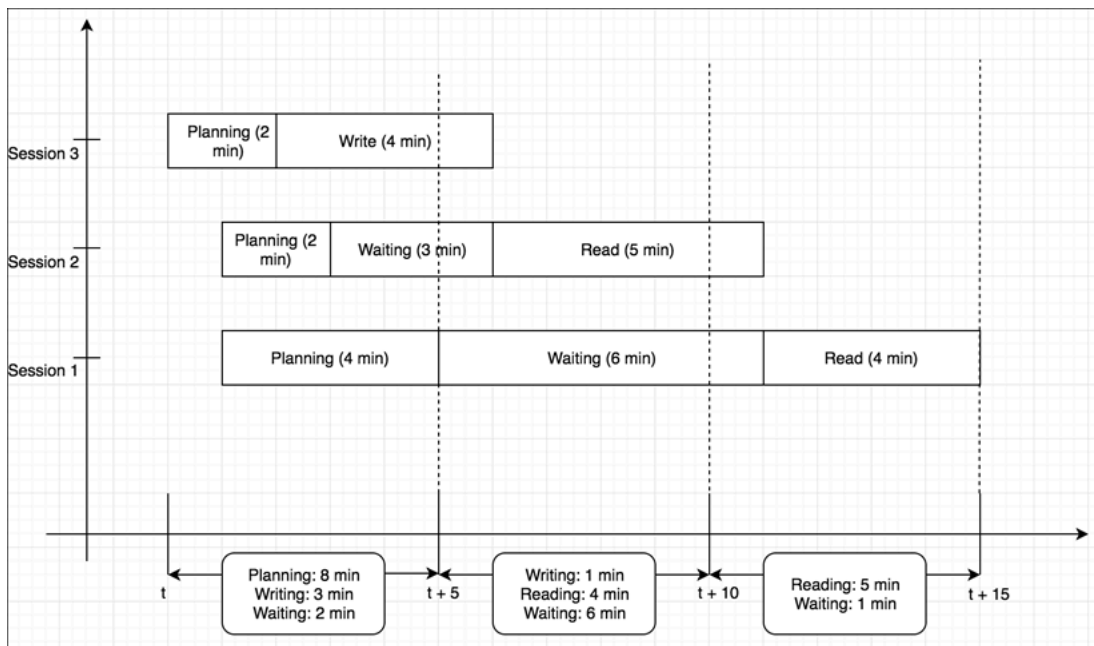 Planning (2
min)
Write (4 min)
Session 3
Planning (2
min)
Waiting (3 min)
Read (5 min)
Session 2
Planning (4 min)
Waiting (6 min)
Read (4 min)
Session 1
t
Planning: 8 min
Writing: 3 min
Waiting: 2 min
t + 5
Writing: 1 min
Reading: 4 min
Waiting: 6 min
t + 10
Reading: 5 min
Waiting: 1 min
t + 15